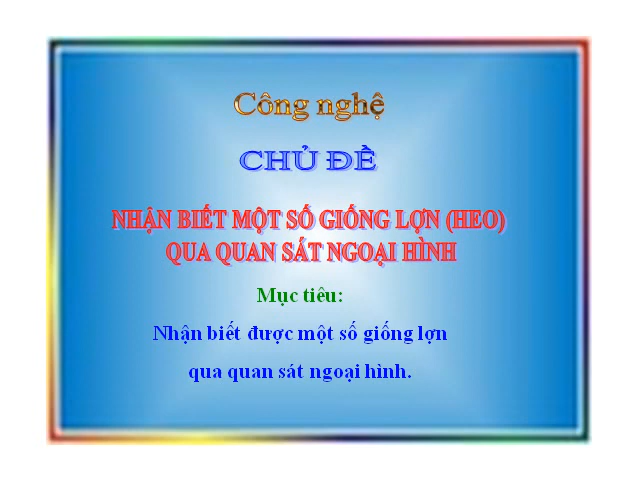 Công nghệ
CHỦ ĐỀ
NHẬN BIẾT MỘT SỐ GIỐNG LỢN (HEO)
QUA QUAN SÁT NGOẠI HÌNH
Mục tiêu:
Nhận biết được một số giống lợn
qua quan sát ngoại hình.